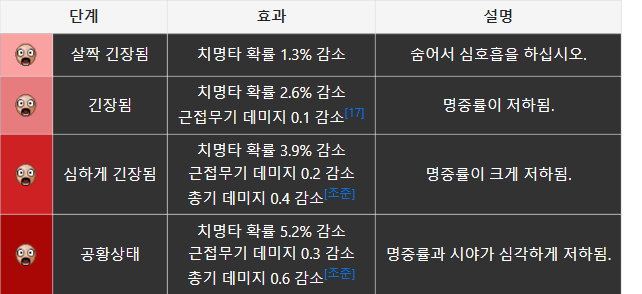 단계 효과 설명
살짝 긴장됨 치명타 확률 1.3% 감소 숨어서 심호흡을 하십시오.
긴장됨 치명타 확률 2.6% 감소
근접무기 데미지 0.1 감소[17] 명중률이 저하됨.
심하게 긴장됨 치명타 확률 3.9% 감소
근접무기 데미지 0.2 감소
총기 데미지 0.4 감소[조준] 명중률이 크게 저하됨.
공황상태 치명타 확률 5.2% 감소
근접무기 데미지 0.3 감소
총기 데미지 0.6 감소[조준] 명중률과 시야가 심각하게 저하됨.